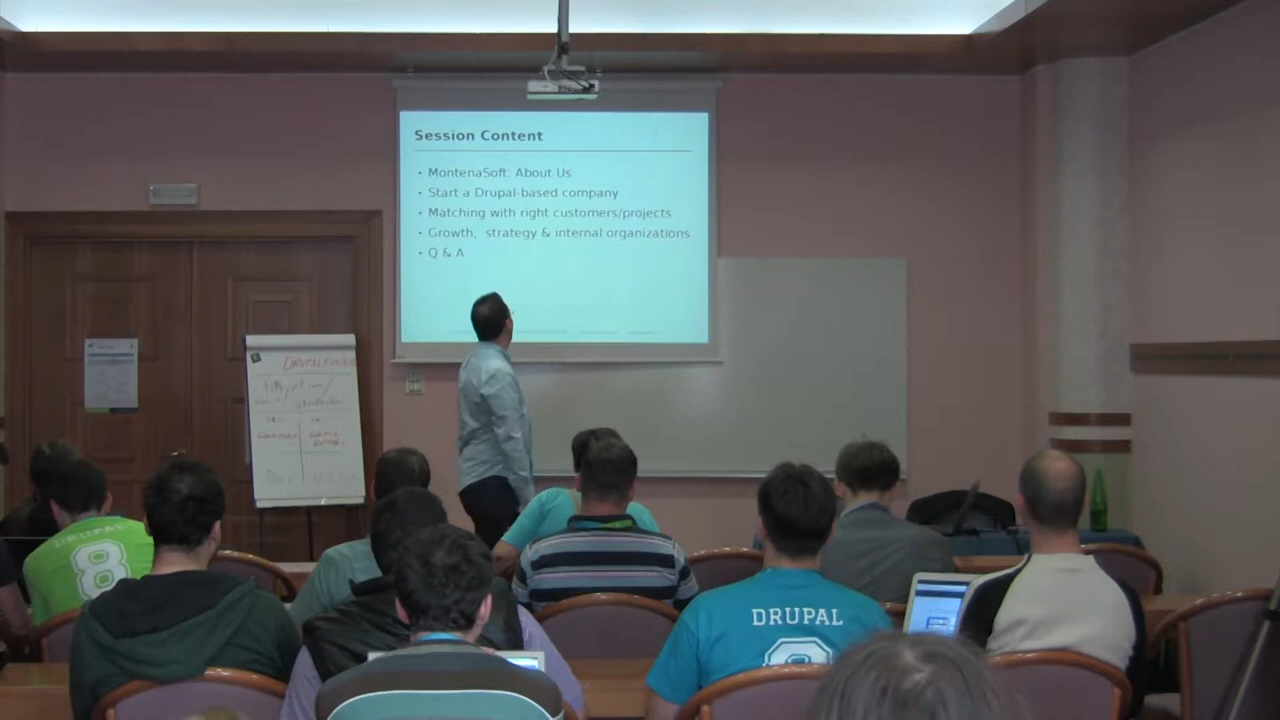 Session Content
• MontenaSoft: About Us
• Start a Drupal-based company
• Matching with right customers/projects
• Growth, strategy & internal organizations
• Q & A
DRUPAL
8
DRUPAL
8